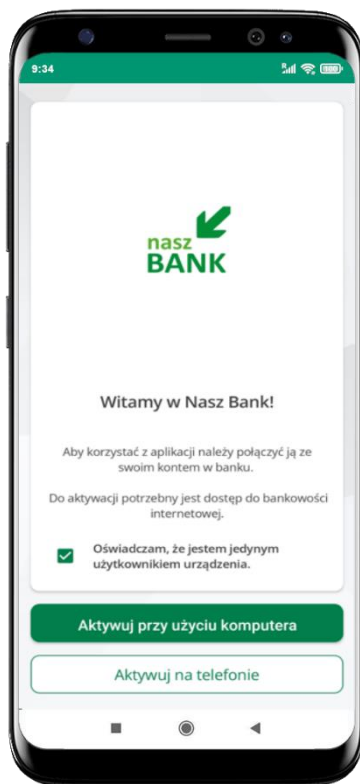 9:34
R
100
nasz
BANK
Witamy w Nasz Bank!
Aby korzystać z aplikacji należy połączyć ją ze
swoim kontem w banku.
Do aktywacji potrzebny jest dostęp do bankowości
internetowej.
Oświadczam, że jestem jedynym
użytkownikiem urządzenia.
Aktywuj przy użyciu komputera
Aktywuj na telefonie